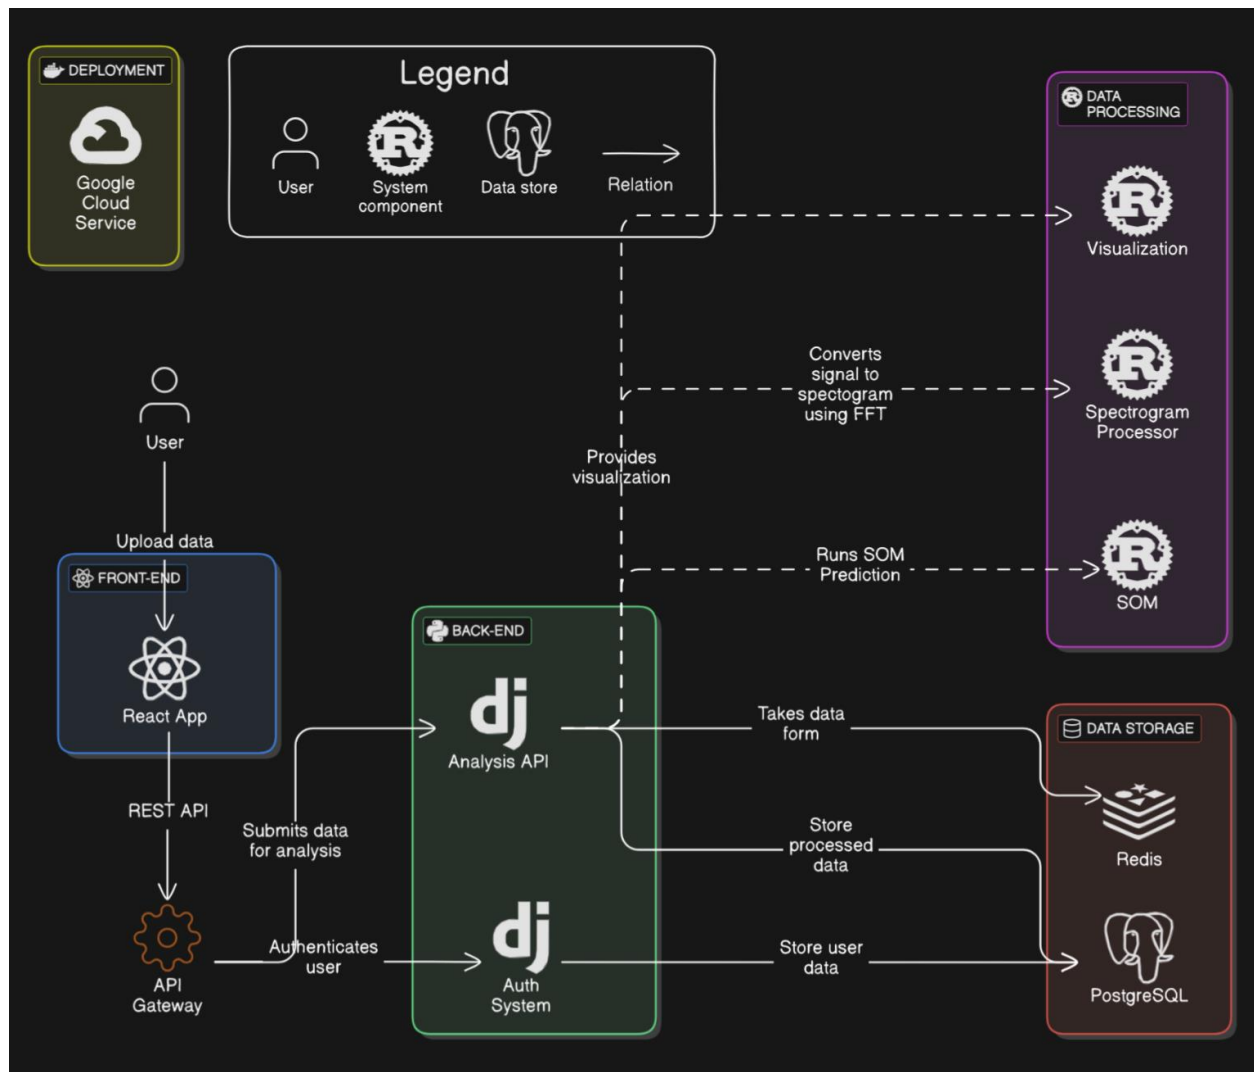 DEPLOYMENT
Google
Cloud
Service
Legend
User
System
component
Data store
Relation
DATA
PROCESSING
Visualization
Converts
signal to
spectogram
using FFT
Spectrogram
Processor
User
Provides
visualization
Upload data
Runs SOM
Prediction
SOM
FRONT-END
React App
BACK-END
Analysis API
Takes data
form
DATA STORAGE
REST API
Submits data
for analysis
Store
processed
data
Redis
API
Gateway
Authenticates
user
Auth
System
Store user
data
PostgreSQL